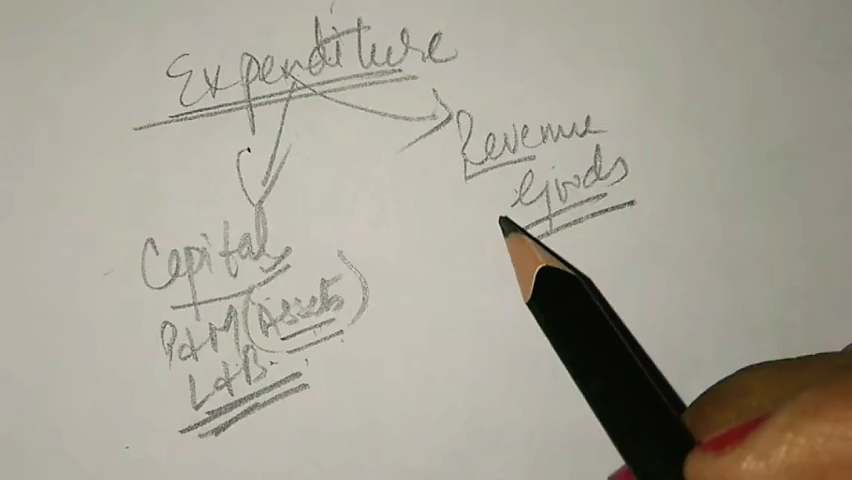 Expenditure
Revenue
Goods
Capital
P&M (Assets)
L&B.